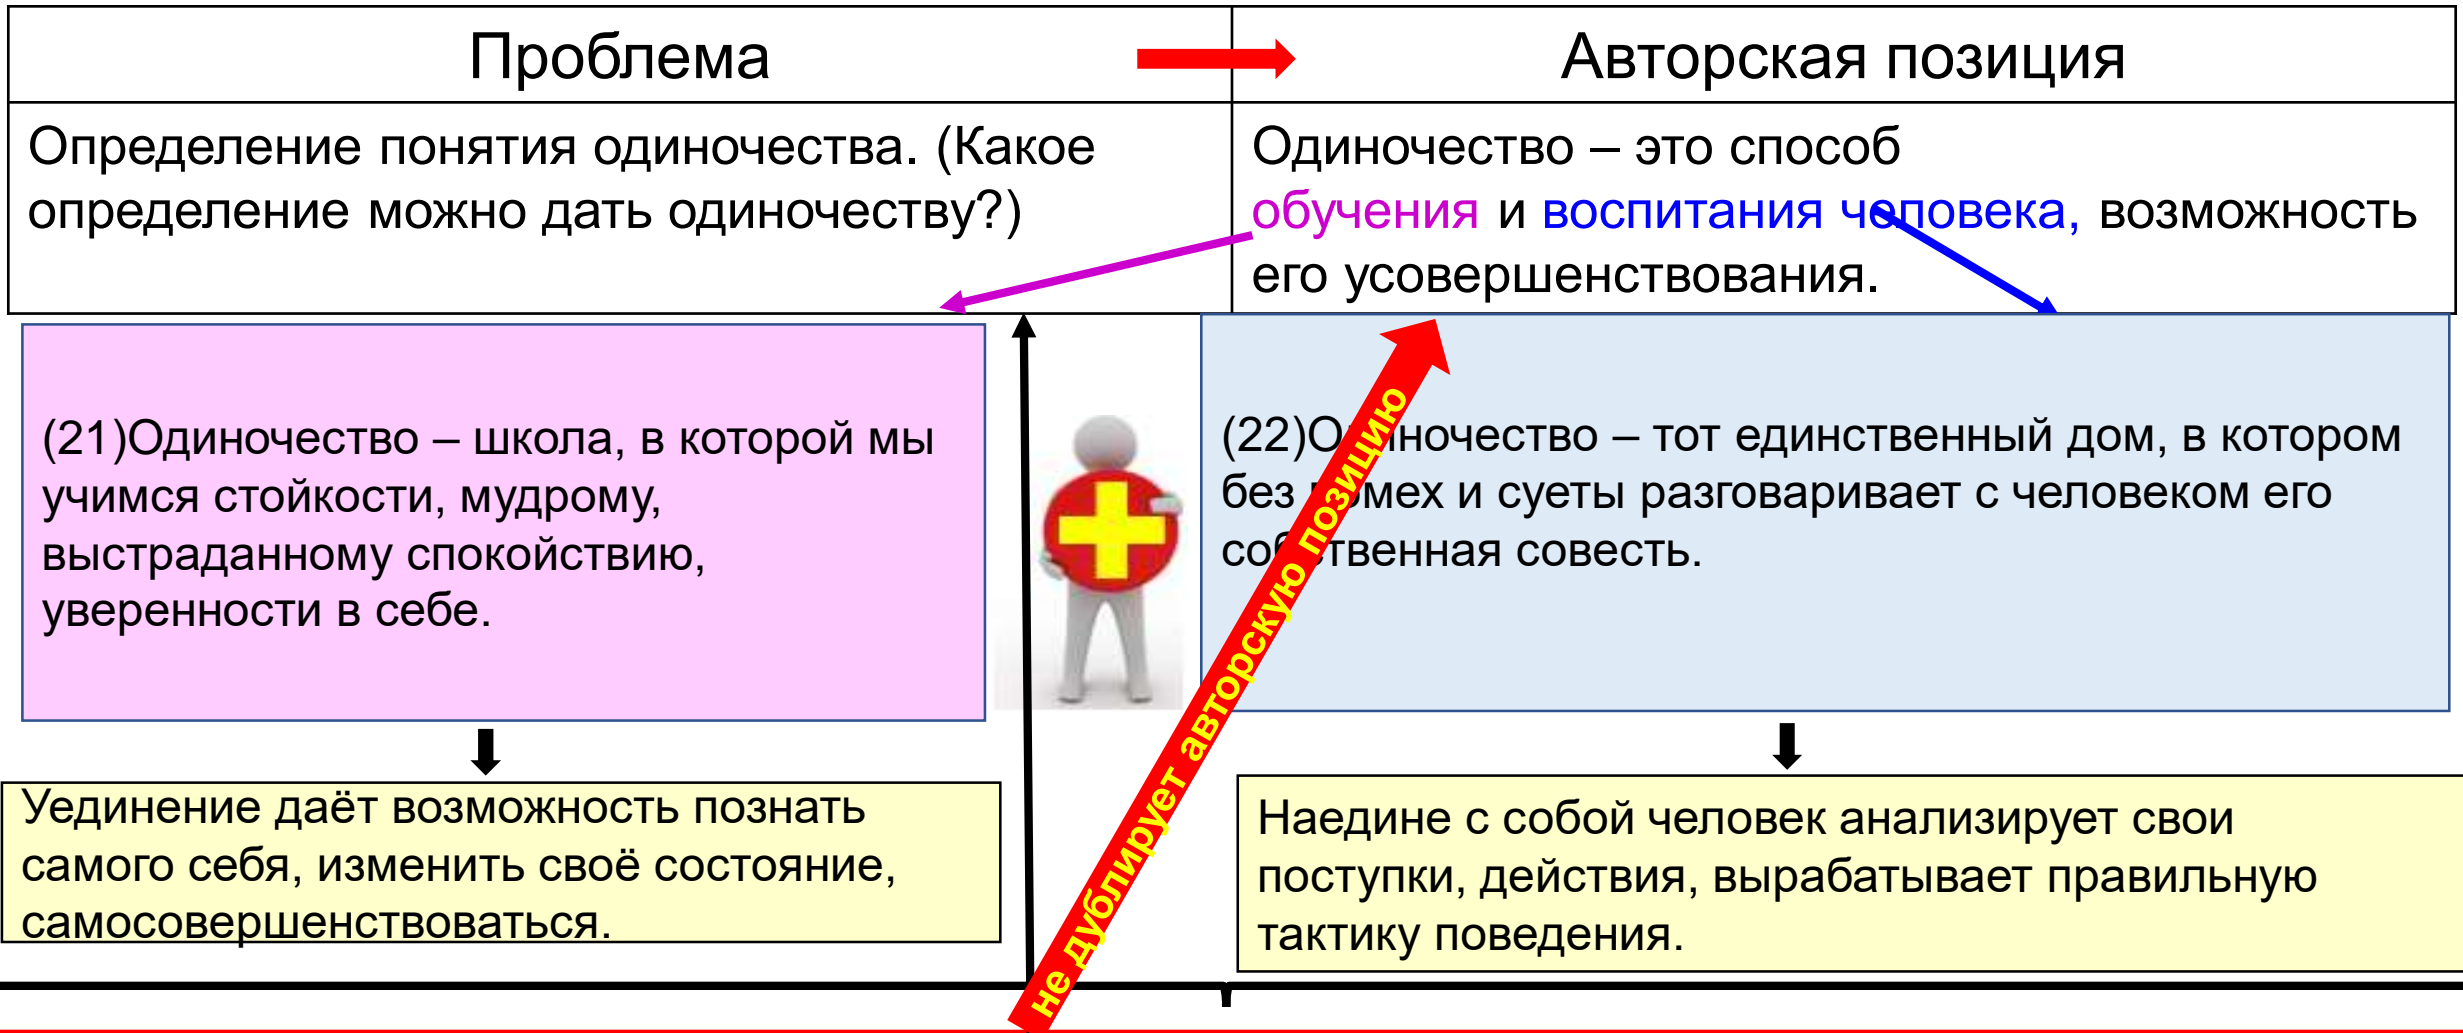 Проблема
Авторская позиция
Определение понятия одиночества. (Какое
определение можно дать одиночеству?)
Одиночество – это способ
обучения и воспитания человека, возможность
его усовершенствования.
(21)Одиночество – школа, в которой мы
учимся стойкости, мудрому,
выстраданному спокойствию,
уверенности в себе.
(22)Одиночество – тот единственный дом, в котором
без помех и суеты разговаривает с человеком его
собственная совесть.
не дублирует авторскую позицию
Уединение даёт возможность познать
самого себя, изменить своё состояние,
самосовершенствоваться.
Наедине с собой человек анализирует свои
поступки, действия, вырабатывает правильную
тактику поведения.